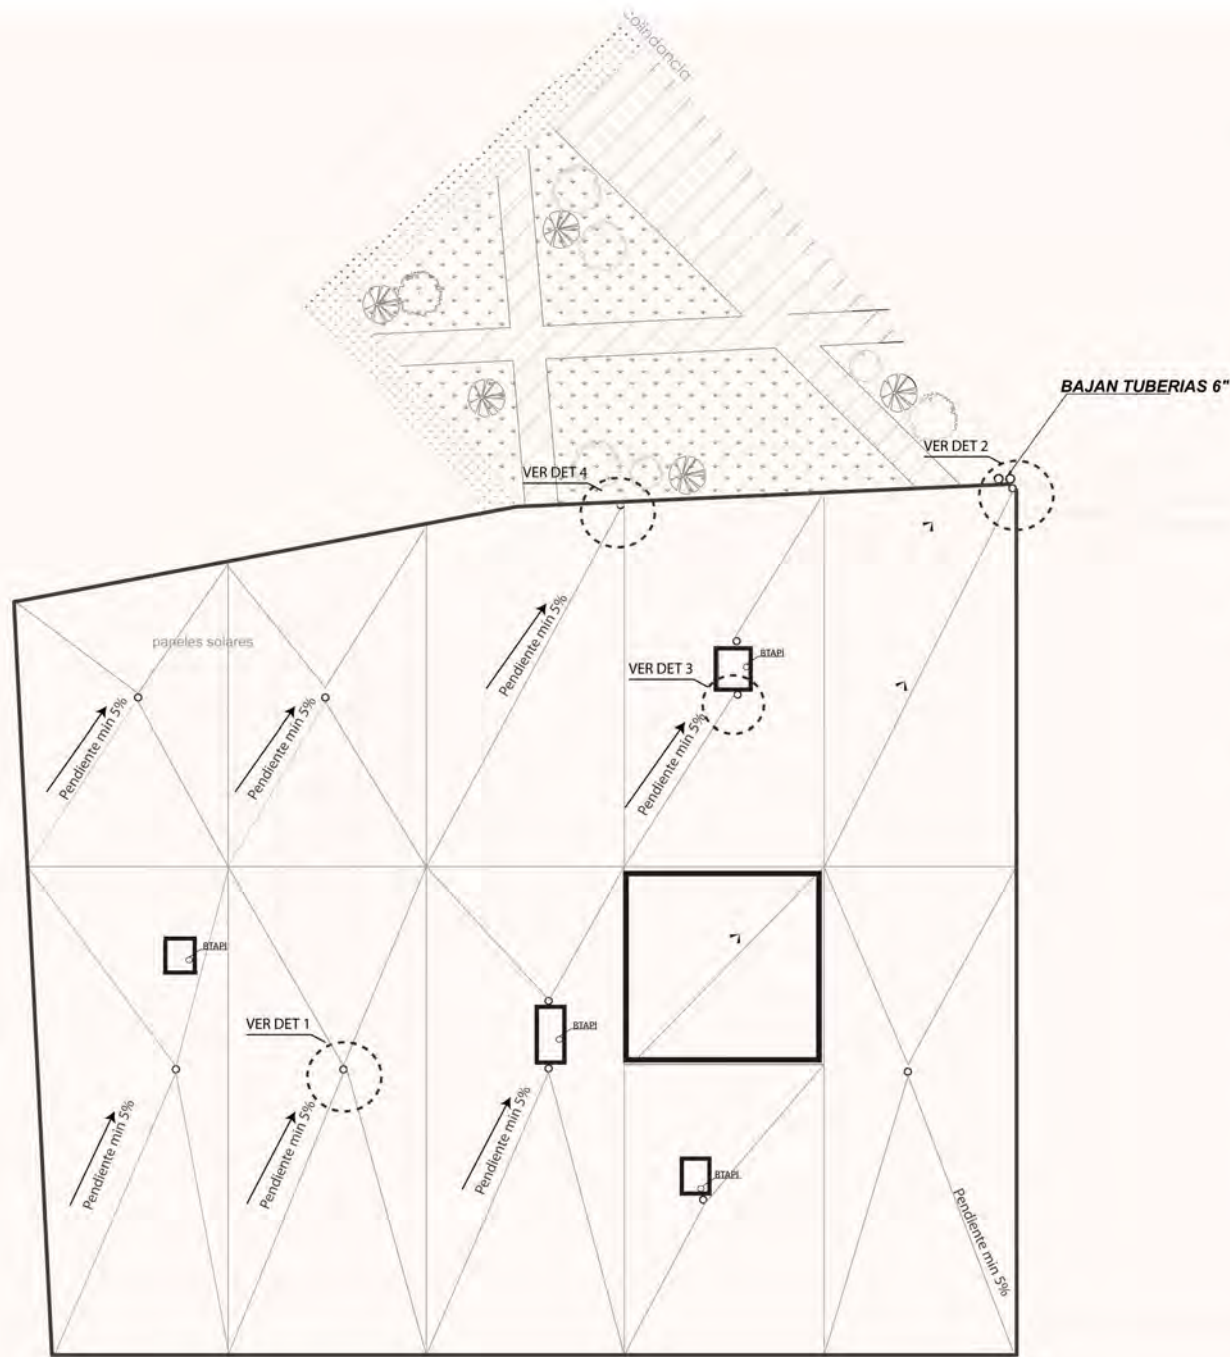 Colindancia
BAJAN TUBERIAS 6"
VER DET 2
VER DET 4
Pendiente min 5%
paneles solares
VER DET 3
BTAPI
Pendiente min 5%
Pendiente min 5%
Pendiente min 5%
BTAPI
VER DET 1
BTAPI
Pendiente min 5%
Pendiente min 5%
Pendiente min 5%
BTAPI
Pendiente min 5%